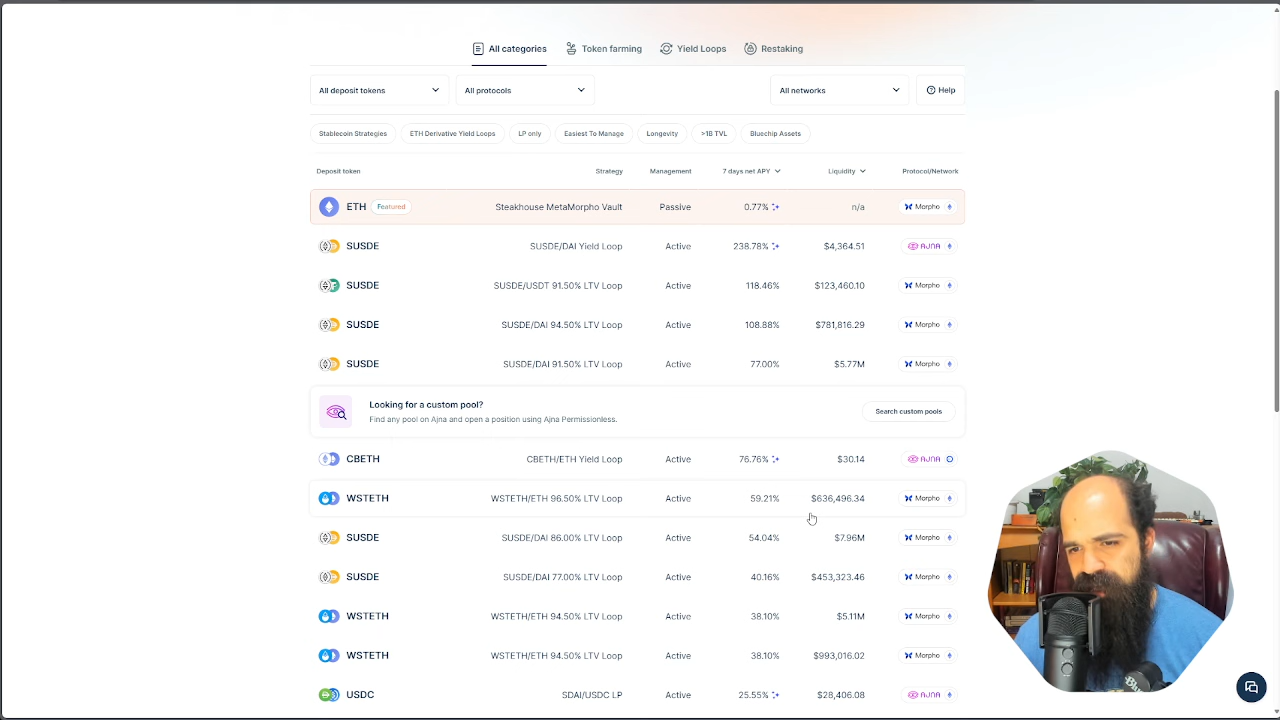 All categories Token farming Yield Loops Restaking
All deposit tokens All protocols All networks Help
Stablecoin Strategies ETH Derivative Yield Loops LP only Easiest To Manage Longevity >1B TVL Bluechip Assets
Deposit token Strategy Management 7 days net APY Liquidity Protocol/Network
ETH Featured Steakhouse MetaMorpho Vault Passive 0.77% n/a Morpho
SUSDE SUSDE/DAI Yield Loop Active 238.78% $4,364.51 AJNA
SUSDE SUSDE/USDT 91.50% LTV Loop Active 118.46% $123,460.10 Morpho
SUSDE SUSDE/DAI 94.50% LTV Loop Active 108.88% $781,816.29 Morpho
SUSDE SUSDE/DAI 91.50% LTV Loop Active 77.00% $5.77M Morpho
Looking for a custom pool?
Find any pool on Ajna and open a position using Ajna Permissionless.
Search custom pools
CBETH CBETH/ETH Yield Loop Active 76.76% $30.14 AJNA
WSTETH WSTETH/ETH 96.50% LTV Loop Active 59.21% $636,496.34 Morpho
SUSDE SUSDE/DAI 86.00% LTV Loop Active 54.04% $7.96M Morpho
SUSDE SUSDE/DAI 77.00% LTV Loop Active 40.16% $453,323.46 Morpho
WSTETH WSTETH/ETH 94.50% LTV Loop Active 38.10% $5.11M Morpho
WSTETH WSTETH/ETH 94.50% LTV Loop Active 38.10% $993,016.02 Morpho
USDC SDAI/USDC LP Active 25.55% $28,406.08 AJNA